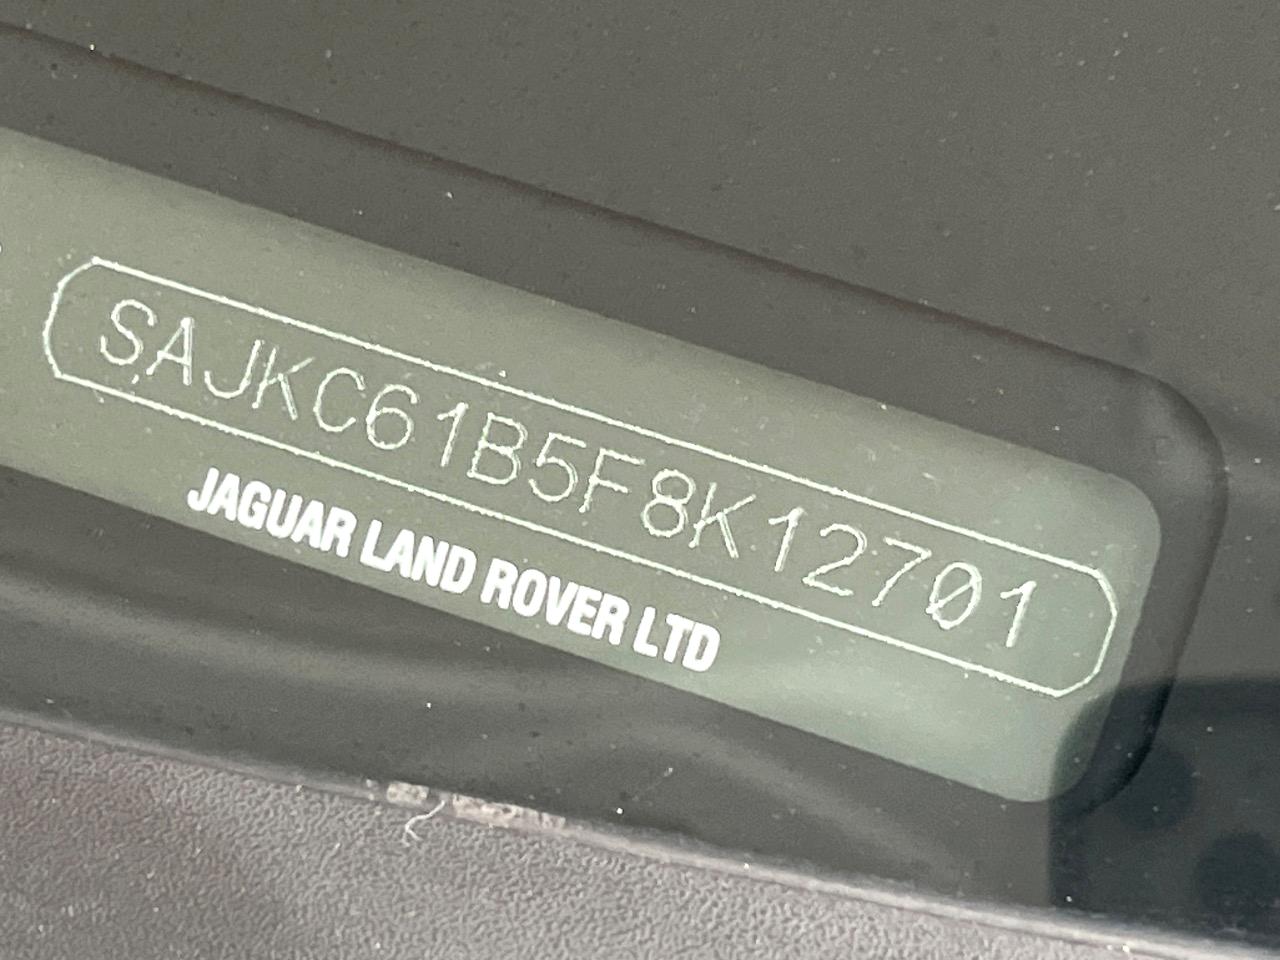 SAJKC61B5F8K12701
JAGUAR LAND ROVER LTD